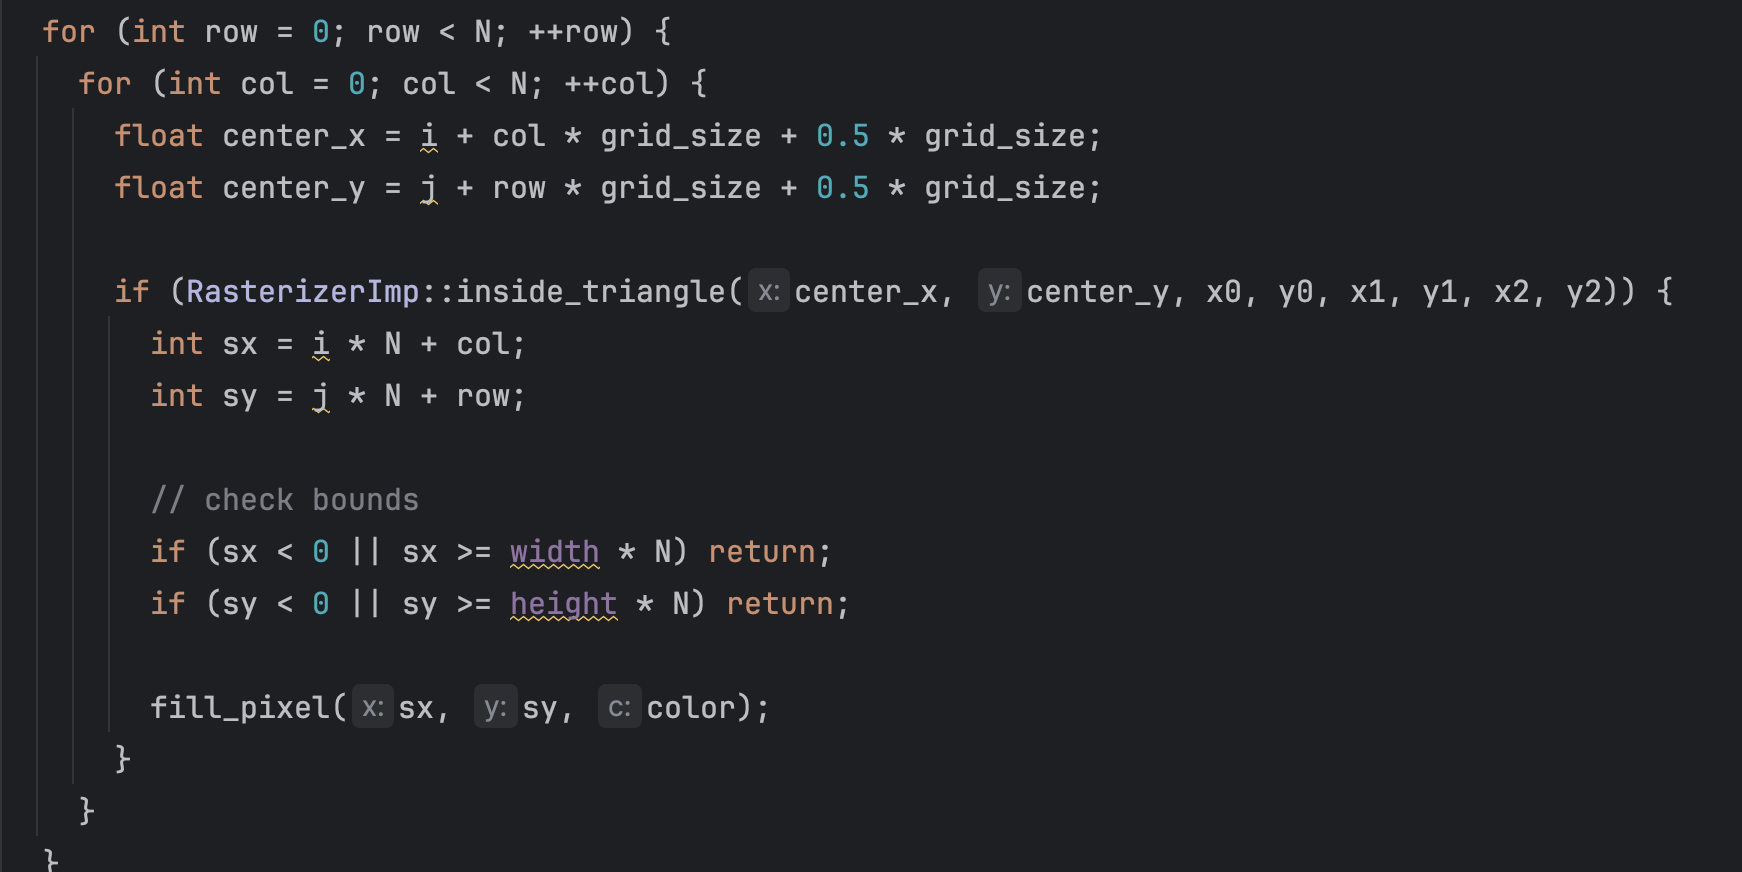 for (int row = 0; row < N; ++row) {
for (int col = 0; col < N; ++col) {
float center_x = i + col * grid_size + 0.5 * grid_size;
float center_y = j + row * grid_size + 0.5 * grid_size;
if (RasterizerImp::inside_triangle( x: center_x, y: center_y, x0, y0, x1, y1, x2, y2)) {
int sx = i * N + col;
int sy = j * N + row;
// check bounds
if (sx < 0 || sx >= width * N) return;
if (sy < 0 || sy >= height * N) return;
fill_pixel( x: sx, y: sy, c: color);
}
}
}